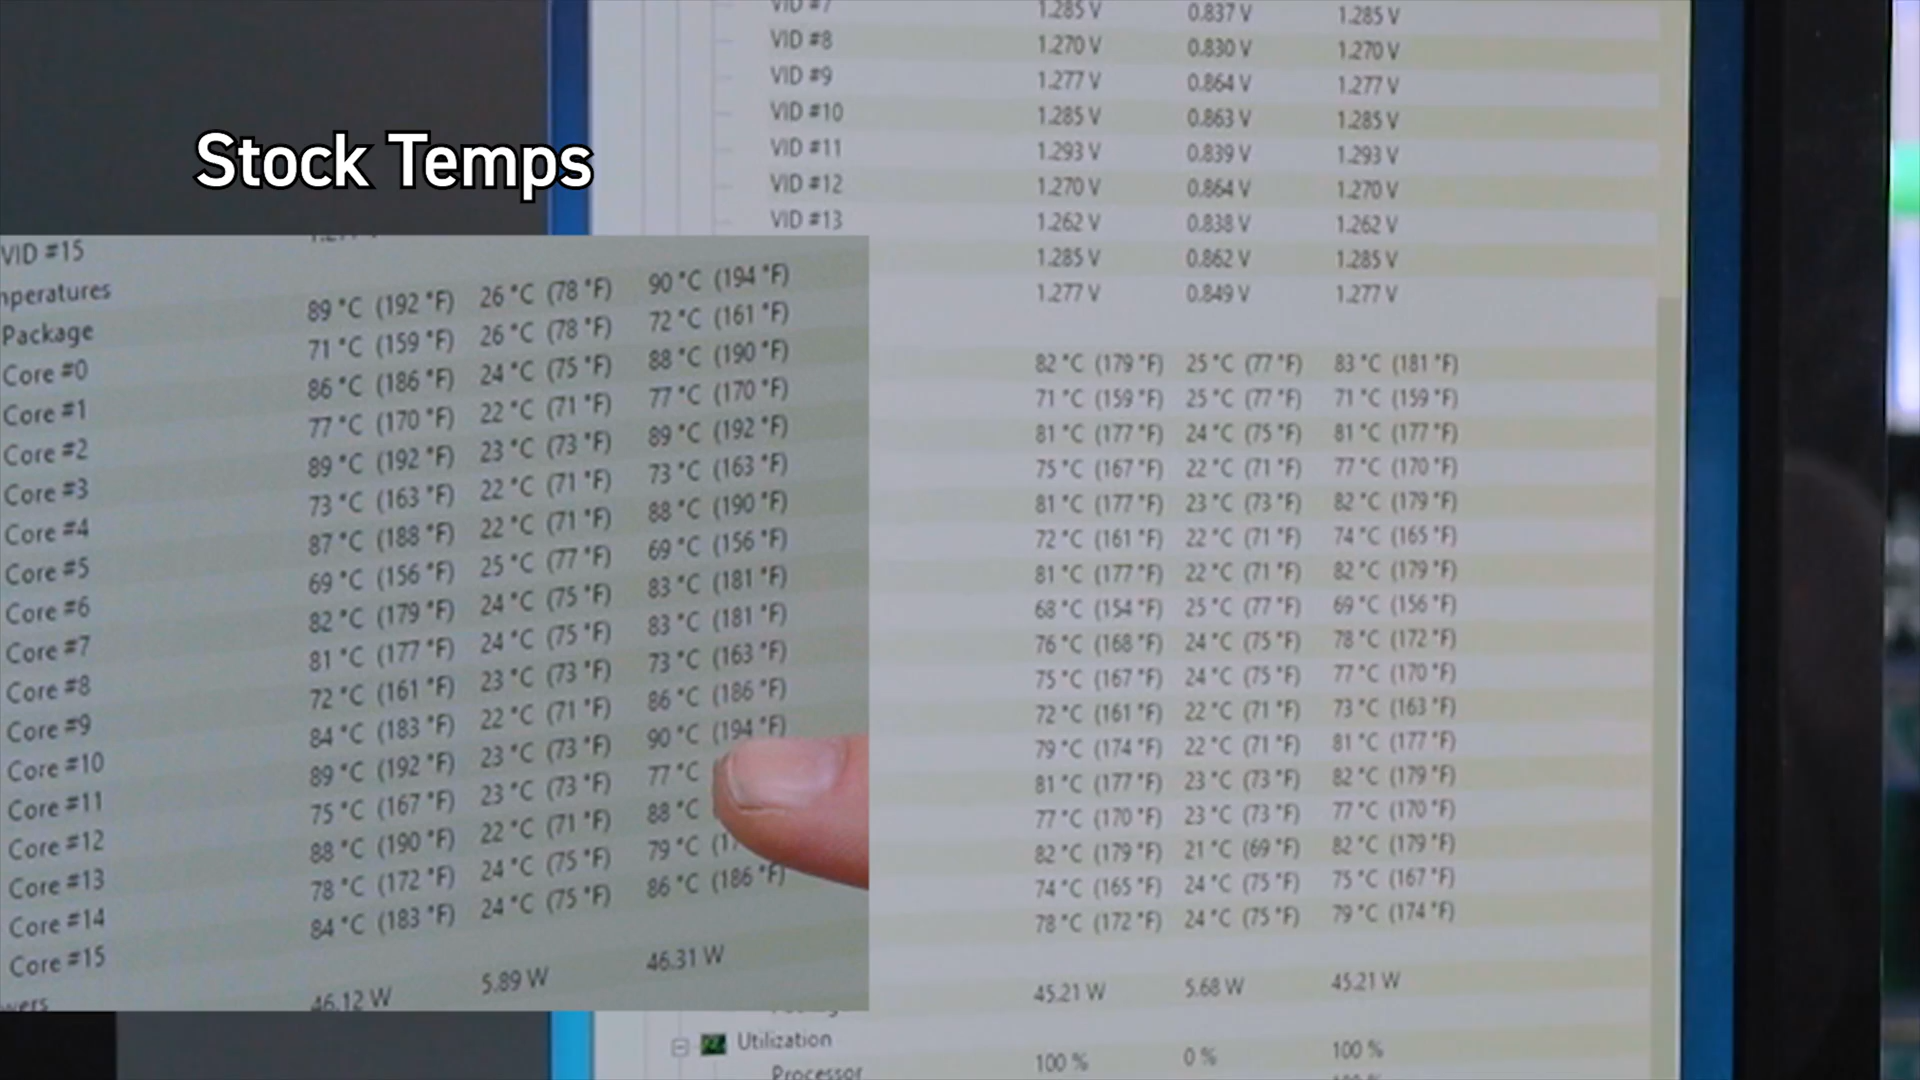 Stock Temps
VID #7 1.285 V 0.837 V 1.285 V
VID #8 1.270 V 0.830 V 1.270 V
VID #9 1.277 V 0.864 V 1.277 V
VID #10 1.285 V 0.863 V 1.285 V
VID #11 1.293 V 0.839 V 1.293 V
VID #12 1.270 V 0.864 V 1.270 V
VID #13 1.262 V 0.838 V 1.262 V
1.285 V 0.862 V 1.285 V
1.277 V 0.849 V 1.277 V
82 °C (179 °F) 25 °C (77 °F) 83 °C (181 °F)
71 °C (159 °F) 25 °C (77 °F) 71 °C (159 °F)
81 °C (177 °F) 24 °C (75 °F) 81 °C (177 °F)
75 °C (167 °F) 22 °C (71 °F) 77 °C (170 °F)
81 °C (177 °F) 23 °C (73 °F) 82 °C (179 °F)
72 °C (161 °F) 22 °C (71 °F) 74 °C (165 °F)
81 °C (177 °F) 22 °C (71 °F) 82 °C (179 °F)
68 °C (154 °F) 25 °C (77 °F) 69 °C (156 °F)
76 °C (168 °F) 24 °C (75 °F) 78 °C (172 °F)
75 °C (167 °F) 24 °C (75 °F) 77 °C (170 °F)
72 °C (161 °F) 22 °C (71 °F) 73 °C (163 °F)
79 °C (174 °F) 22 °C (71 °F) 81 °C (177 °F)
81 °C (177 °F) 23 °C (73 °F) 82 °C (179 °F)
77 °C (170 °F) 23 °C (73 °F) 77 °C (170 °F)
82 °C (179 °F) 21 °C (69 °F) 82 °C (179 °F)
74 °C (165 °F) 24 °C (75 °F) 75 °C (167 °F)
78 °C (172 °F) 24 °C (75 °F) 79 °C (174 °F)
45.21 W 5.68 W 45.21 W
Utilization
Processor 100 % 0 % 100 %
VID #15
mperatures
Package 89 °C (192 °F) 26 °C (78 °F) 90 °C (194 °F)
Core #0 71 °C (159 °F) 26 °C (78 °F) 72 °C (161 °F)
Core #1 86 °C (186 °F) 24 °C (75 °F) 88 °C (190 °F)
Core #2 77 °C (170 °F) 22 °C (71 °F) 77 °C (170 °F)
Core #3 89 °C (192 °F) 23 °C (73 °F) 89 °C (192 °F)
Core #4 73 °C (163 °F) 22 °C (71 °F) 73 °C (163 °F)
Core #5 87 °C (188 °F) 22 °C (71 °F) 88 °C (190 °F)
Core #6 69 °C (156 °F) 25 °C (77 °F) 69 °C (156 °F)
Core #7 82 °C (179 °F) 24 °C (75 °F) 83 °C (181 °F)
Core #8 81 °C (177 °F) 24 °C (75 °F) 83 °C (181 °F)
Core #9 72 °C (161 °F) 23 °C (73 °F) 73 °C (163 °F)
Core #10 84 °C (183 °F) 22 °C (71 °F) 86 °C (186 °F)
Core #11 89 °C (192 °F) 23 °C (73 °F) 90 °C (194 °F)
Core #12 75 °C (167 °F) 23 °C (73 °F) 77 °C
Core #13 88 °C (190 °F) 22 °C (71 °F) 88 °C
Core #14 78 °C (172 °F) 24 °C (75 °F) 79 °C (17
Core #15 84 °C (183 °F) 24 °C (75 °F) 86 °C (186 °F)
wers
46.12 W 5.89 W 46.31 W